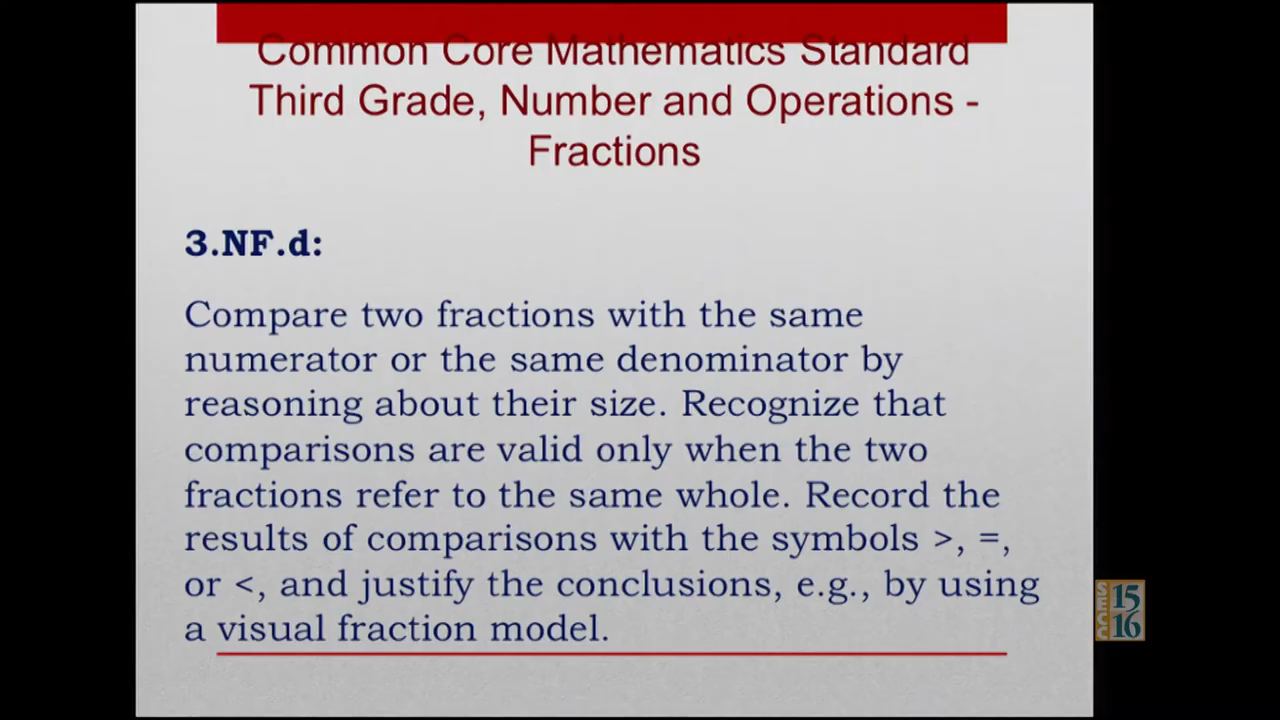 Common Core Mathematics Standard
Third Grade, Number and Operations -
Fractions
3.NF.d:
Compare two fractions with the same
numerator or the same denominator by
reasoning about their size. Recognize that
comparisons are valid only when the two
fractions refer to the same whole. Record the
results of comparisons with the symbols >, =,
or <, and justify the conclusions, e.g., by using
a visual fraction model.
15
16